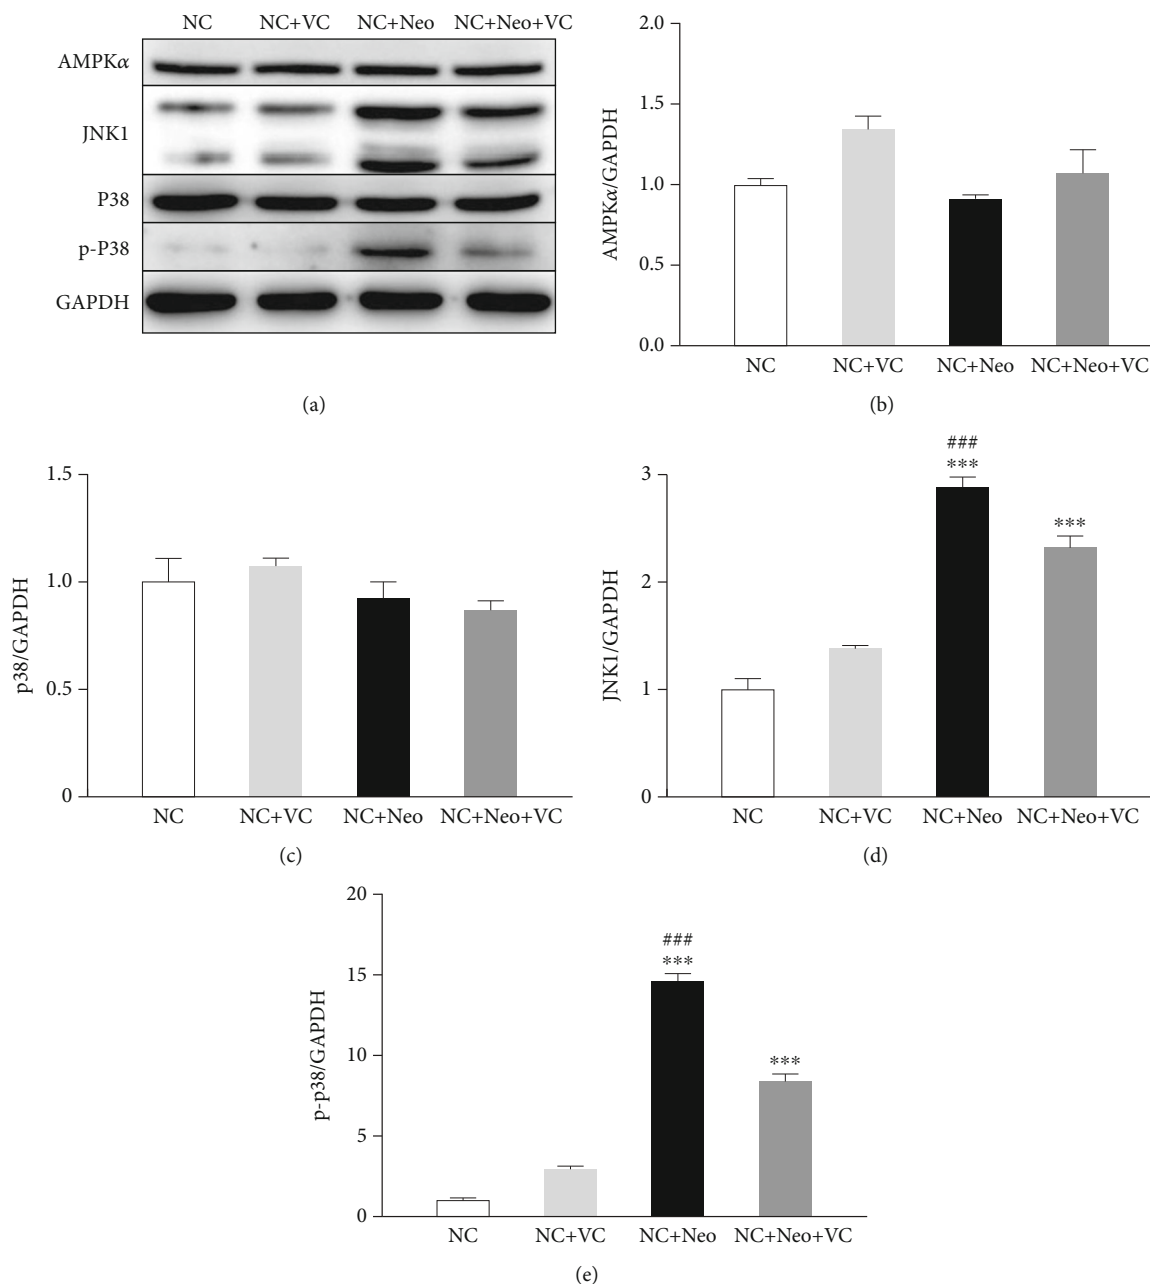 NC NC+VC NC+Neo NC+Neo+VC
AMPKα
JNK1
P38
p-P38
GAPDH
(a)
2.0
1.5
1.0
0.5
0.0
AMPKα/GAPDH
NC NC+VC NC+Neo NC+Neo+VC
(b)
1.5
1.0
0.5
0
p38/GAPDH
NC NC+VC NC+Neo NC+Neo+VC
(c)
3
2
1
0
JNK1/GAPDH
###
***
***
NC NC+VC NC+Neo NC+Neo+VC
(d)
20
15
10
5
0
p-p38/GAPDH
###
***
***
NC NC+VC NC+Neo NC+Neo+VC
(e)